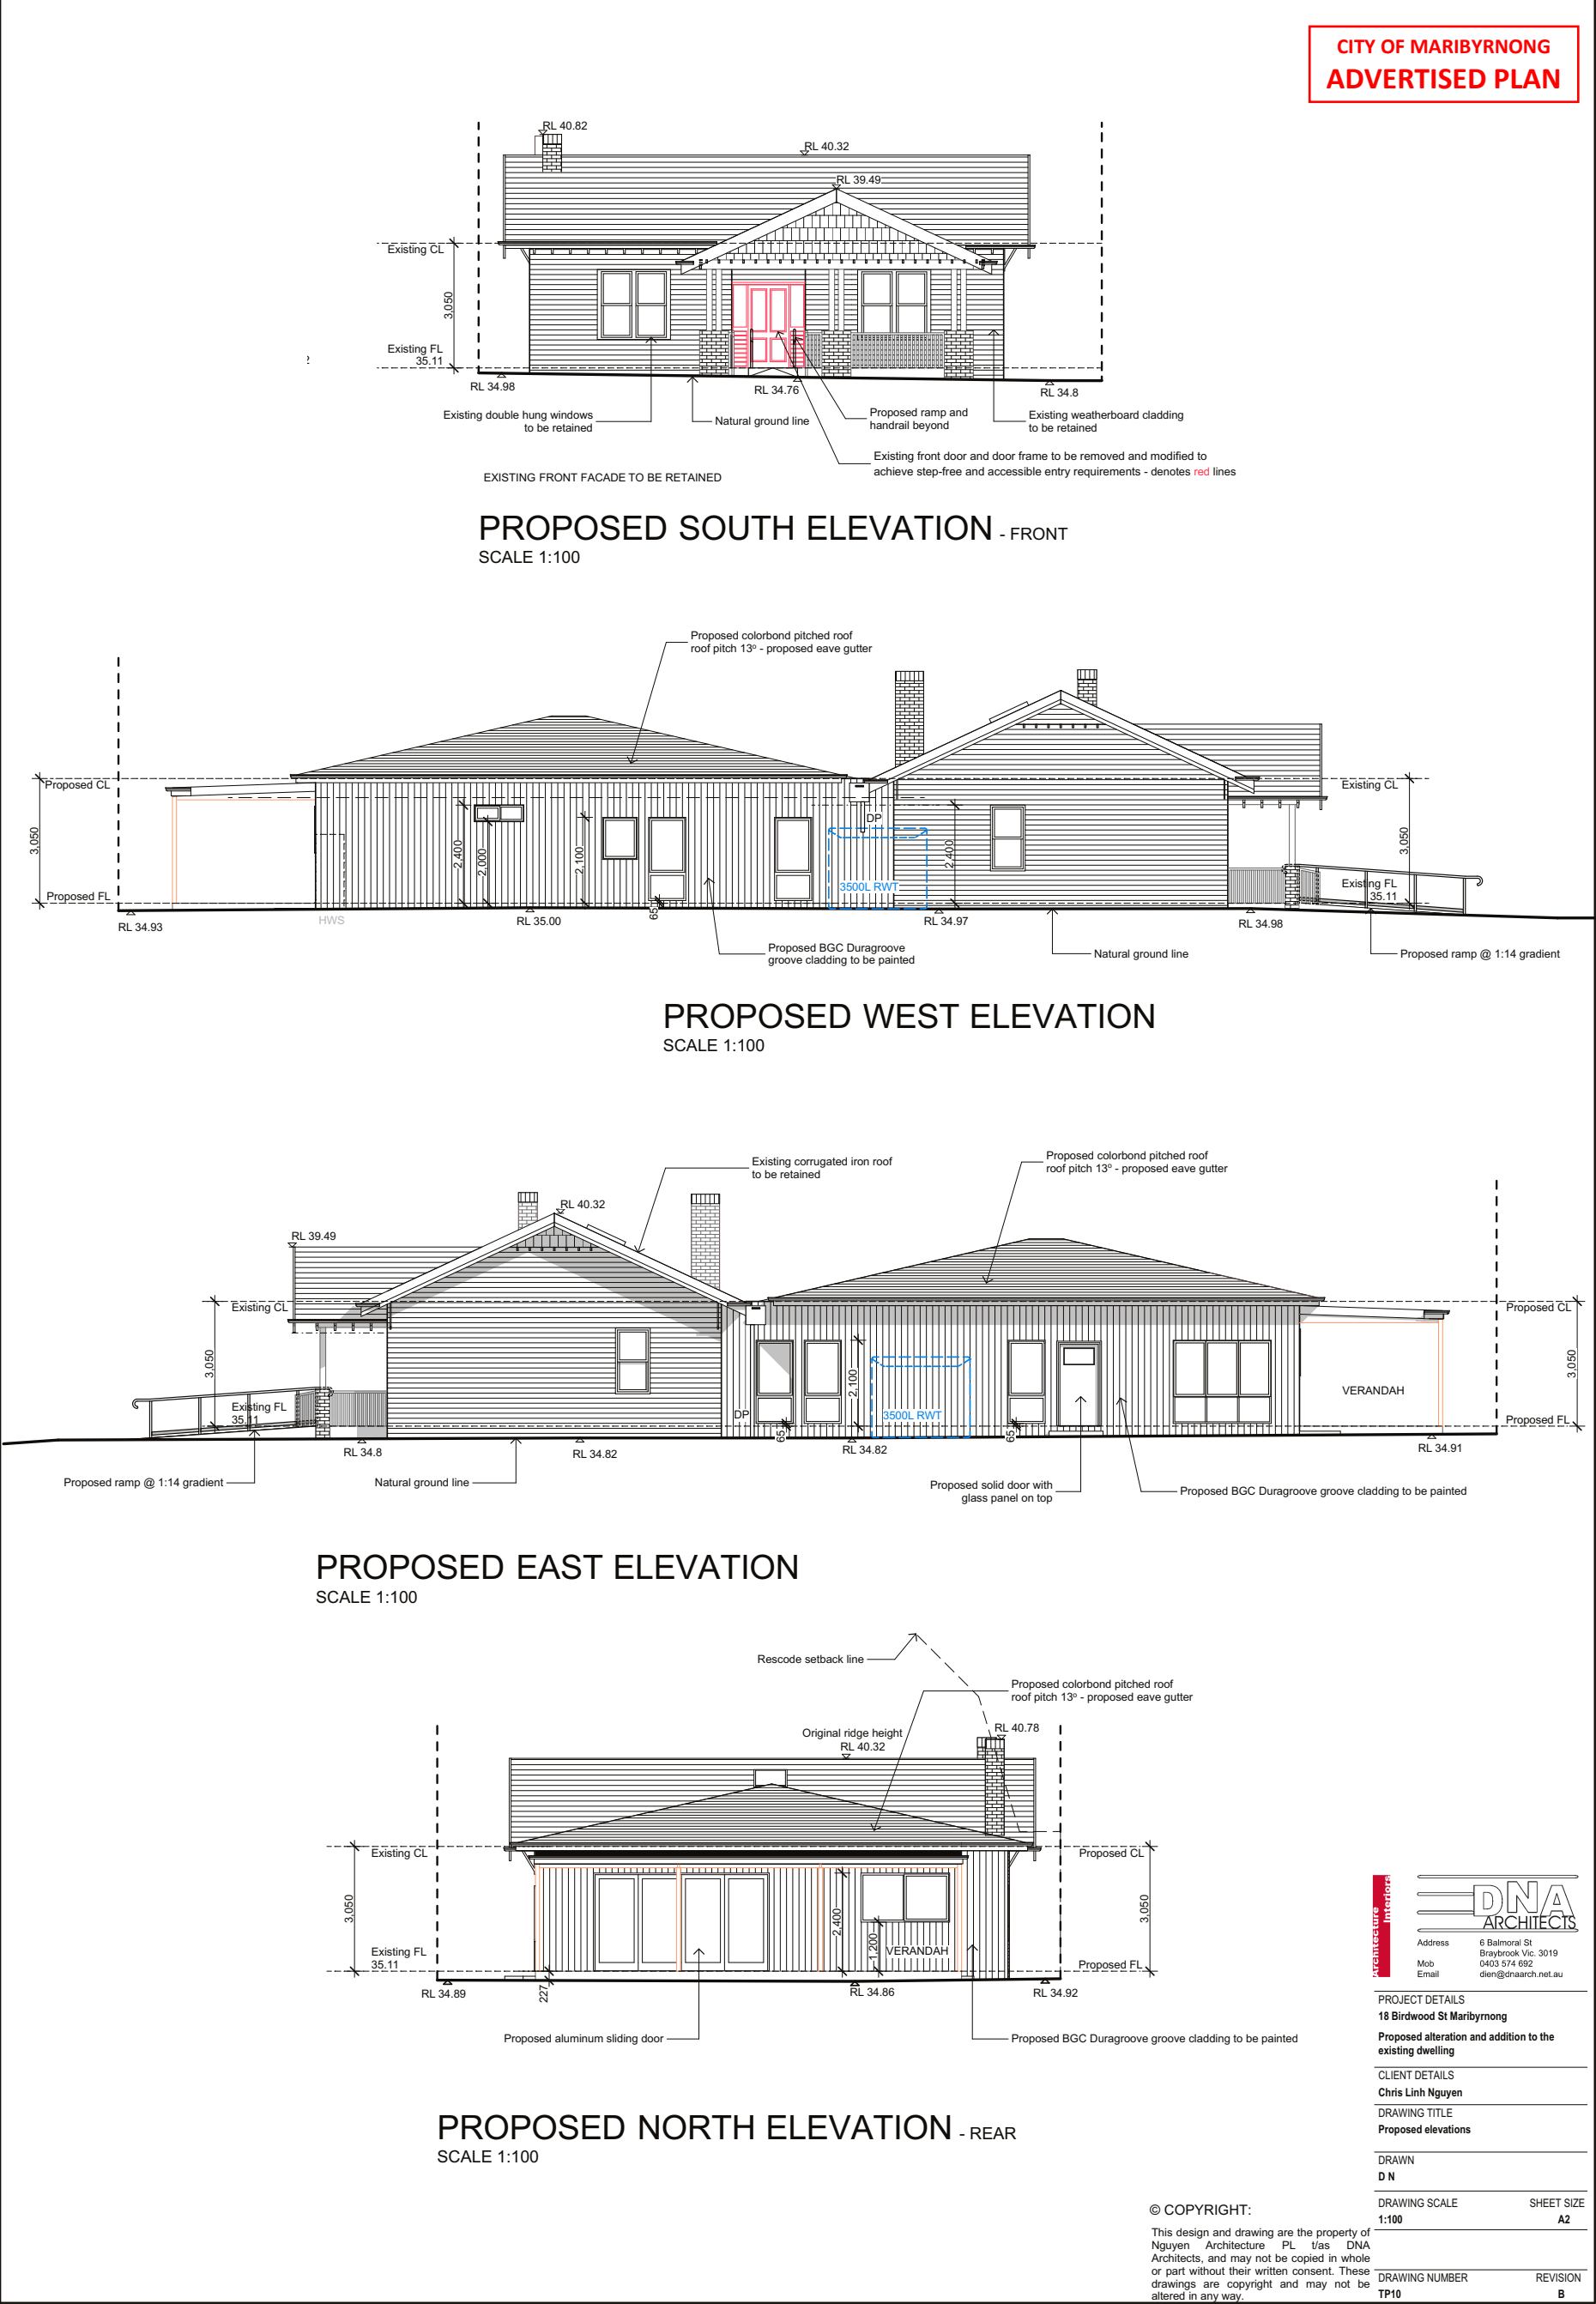 CITY OF MARIBYRNONG
ADVERTISED PLAN
RL 40.82
RL 40.32
RL 39.49
Existing CL
3,050
Existing FL
35.11
2
RL 34.98
RL 34.76
RL 34.8
Existing double hung windows
to be retained
Natural ground line
Proposed ramp and
handrail beyond
Existing weatherboard cladding
to be retained
Existing front door and door frame to be removed and modified to
achieve step-free and accessible entry requirements - denotes red lines
EXISTING FRONT FACADE TO BE RETAINED
PROPOSED SOUTH ELEVATION - FRONT
SCALE 1:100
Proposed colorbond pitched roof
roof pitch 13º - proposed eave gutter
Proposed CL
Existing CL
3,050
2,400
2,000
2,100
DP
2,400
3,050
3500L RWT
Proposed FL
Existing FL
35.11
65
RL 34.93
HWS
RL 35.00
RL 34.97
RL 34.98
Proposed BGC Duragroove
groove cladding to be painted
Natural ground line
Proposed ramp @ 1:14 gradient
PROPOSED WEST ELEVATION
SCALE 1:100
Existing corrugated iron roof
to be retained
Proposed colorbond pitched roof
roof pitch 13º - proposed eave gutter
RL 40.32
RL 39.49
Existing CL
Proposed CL
3,050
2,100
3,050
VERANDAH
Existing FL
35.11
DP
3500L RWT
65
65
Proposed FL
RL 34.8
RL 34.82
RL 34.82
RL 34.91
Proposed ramp @ 1:14 gradient
Natural ground line
Proposed solid door with
glass panel on top
Proposed BGC Duragroove groove cladding to be painted
PROPOSED EAST ELEVATION
SCALE 1:100
Rescode setback line
Proposed colorbond pitched roof
roof pitch 13º - proposed eave gutter
Original ridge height
RL 40.32
RL 40.78
Existing CL
Proposed CL
3,050
2,400
1,200
VERANDAH
3,050
Existing FL
35.11
Proposed FL
RL 34.89
227
RL 34.86
RL 34.92
Proposed aluminum sliding door
Proposed BGC Duragroove groove cladding to be painted
PROPOSED NORTH ELEVATION - REAR
SCALE 1:100
Architecture
Interiors
DNA
ARCHITECTS
Address 6 Balmoral St
Braybrook Vic. 3019
Mob 0403 574 692
Email dien@dnaarch.net.au
PROJECT DETAILS
18 Birdwood St Maribyrnong
Proposed alteration and addition to the
existing dwelling
CLIENT DETAILS
Chris Linh Nguyen
DRAWING TITLE
Proposed elevations
DRAWN
D N
DRAWING SCALE SHEET SIZE
1:100 A2
DRAWING NUMBER REVISION
TP10 B
© COPYRIGHT:
This design and drawing are the property of
Nguyen Architecture PL t/as DNA
Architects, and may not be copied in whole
or part without their written consent. These
drawings are copyright and may not be
altered in any way.